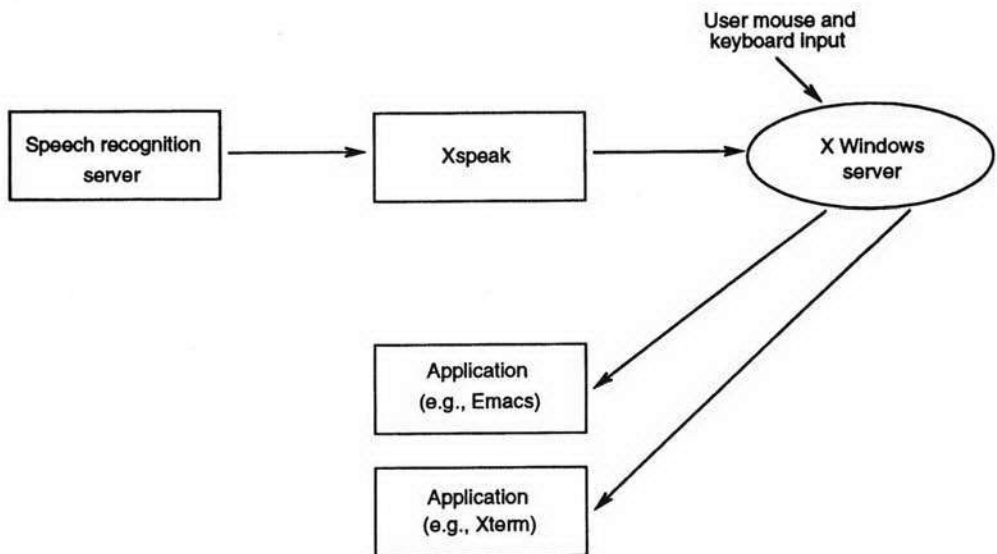 User mouse and
keyboard input
Speech recognition
server
Xspeak
X Windows
server
Application
(e.g., Emacs)
Application
(e.g., Xterm)